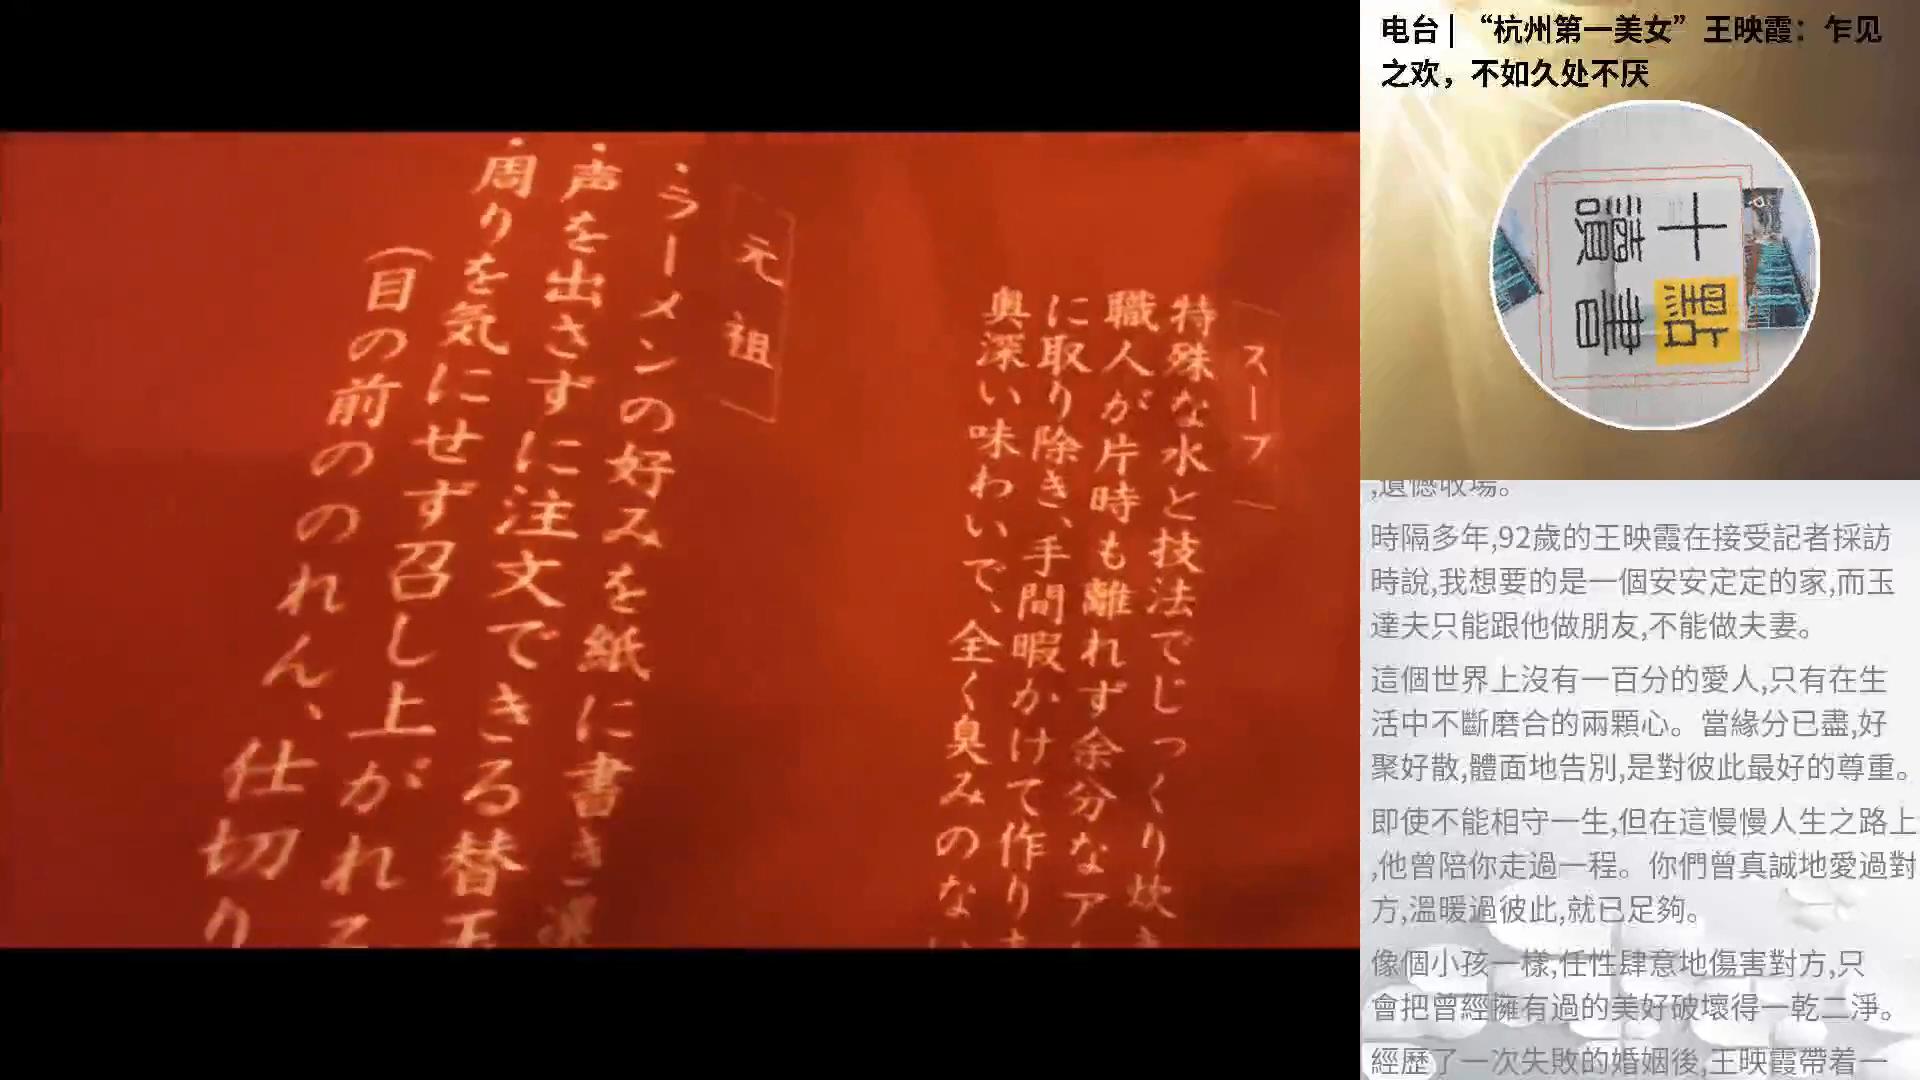 电台 | “杭州第一美女” 王映霞：乍见
之欢，不如久处不厌
十點
讀書
スープ
特殊な水と技法でじっくり炊き
職人が片時も離れず余分なア
に取り除き、手間暇かけて作り
奥深い味わいで、全く臭みのない
元祖
ラーメンの好みを紙に書き
声を出さずに注文できる替玉
周りを気にせず召し上がれる
（目の前ののれん、仕切り
,遺憾收場。
時隔多年,92歲的王映霞在接受記者採訪
時說,我想要的是一個安安定定的家,而玉
達夫只能跟他做朋友,不能做夫妻。
這個世界上沒有一百分的愛人,只有在生
活中不斷磨合的兩顆心。當緣分已盡,好
聚好散,體面地告別,是對彼此最好的尊重。
即使不能相守一生,但在這慢慢人生之路上
,他曾陪你走過一程。你們曾真誠地愛過對
方,溫暖過彼此,就已足夠。
像個小孩一樣,任性肆意地傷害對方,只
會把曾經擁有過的美好破壞得一乾二淨。
經歷了一次失敗的婚姻後,王映霞帶着一